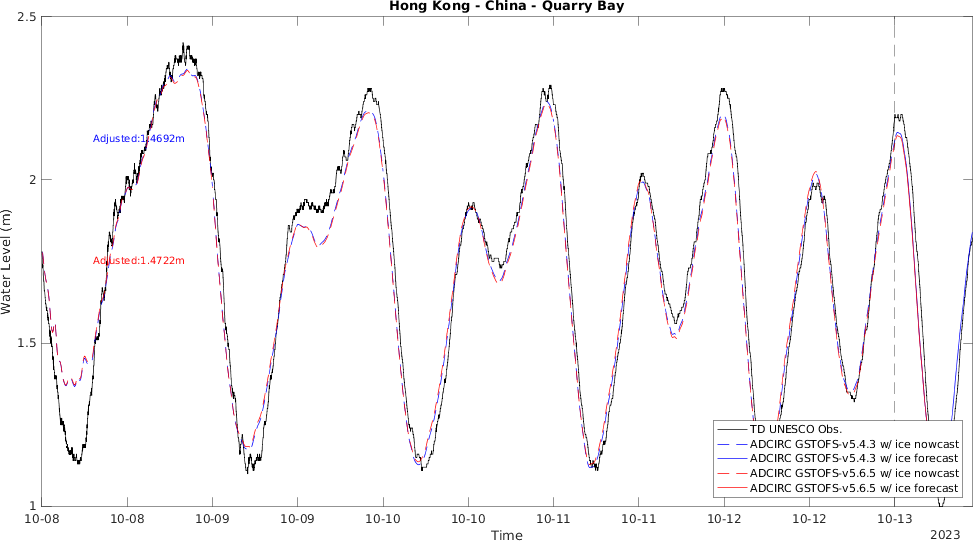 Hong Kong - China - Quarry Bay
2.5
2
1.5
1
Water Level (m)
Adjusted:1.4692m
Adjusted:1.4722m
TD UNESCO Obs.
ADCIRC GSTOFS-v5.4.3 w/ ice nowcast
ADCIRC GSTOFS-v5.4.3 w/ ice forecast
ADCIRC GSTOFS-v5.6.5 w/ ice nowcast
ADCIRC GSTOFS-v5.6.5 w/ ice forecast
10-08 10-08 10-09 10-09 10-10 10-10 10-11 10-11 10-12 10-12 10-13
Time
2023